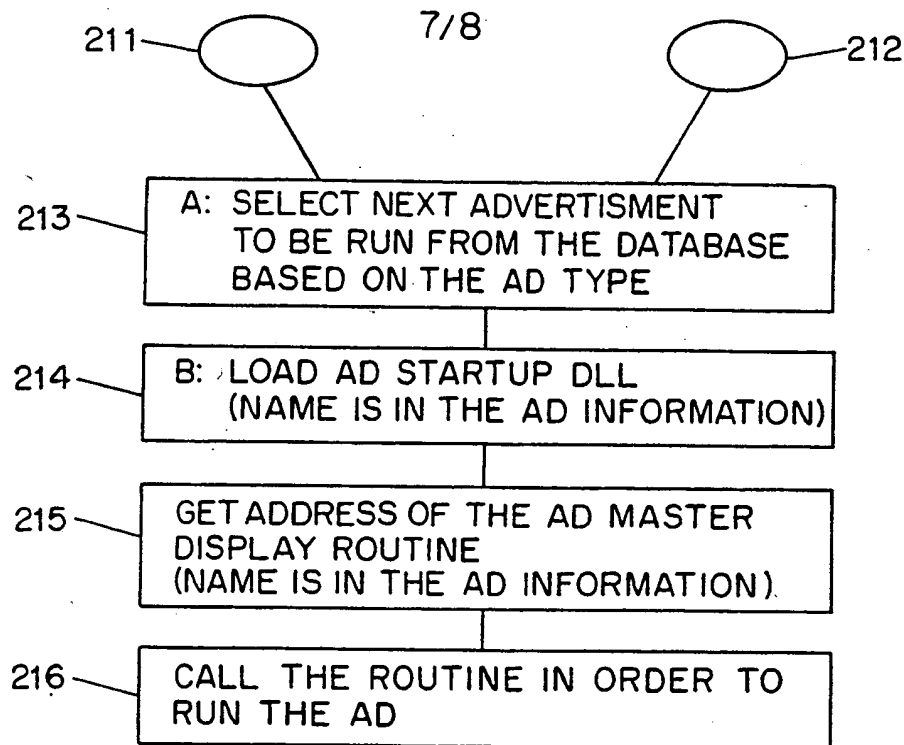 7/8
211
212
213
A: SELECT NEXT ADVERTISMENT
TO BE RUN FROM THE DATABASE
BASED ON THE AD TYPE
214
B: LOAD AD STARTUP DLL
(NAME IS IN THE AD INFORMATION)
215
GET ADDRESS OF THE AD MASTER
DISPLAY ROUTINE
(NAME IS IN THE AD INFORMATION).
216
CALL THE ROUTINE IN ORDER TO
RUN THE AD